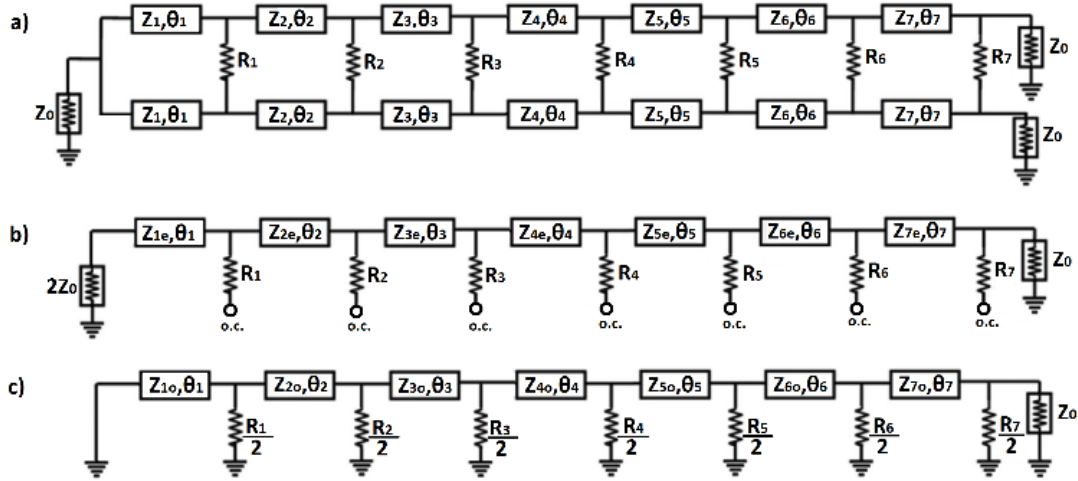 a)
Z1,θ1 Z2,θ2 Z3,θ3 Z4,θ4 Z5,θ5 Z6,θ6 Z7,θ7
R1 R2 R3 R4 R5 R6 R7 Z0
Z0
Z1,θ1 Z2,θ2 Z3,θ3 Z4,θ4 Z5,θ5 Z6,θ6 Z7,θ7
Z0
b)
Z1e,θ1 Z2e,θ2 Z3e,θ3 Z4e,θ4 Z5e,θ5 Z6e,θ6 Z7e,θ7
2Z0 R1 R2 R3 R4 R5 R6 R7 Z0
o.c. o.c. o.c. o.c. o.c. o.c. o.c.
c)
Z1o,θ1 Z2o,θ2 Z3o,θ3 Z4o,θ4 Z5o,θ5 Z6o,θ6 Z7o,θ7
R1 R2 R3 R4 R5 R6 R7 Z0
2 2 2 2 2 2 2